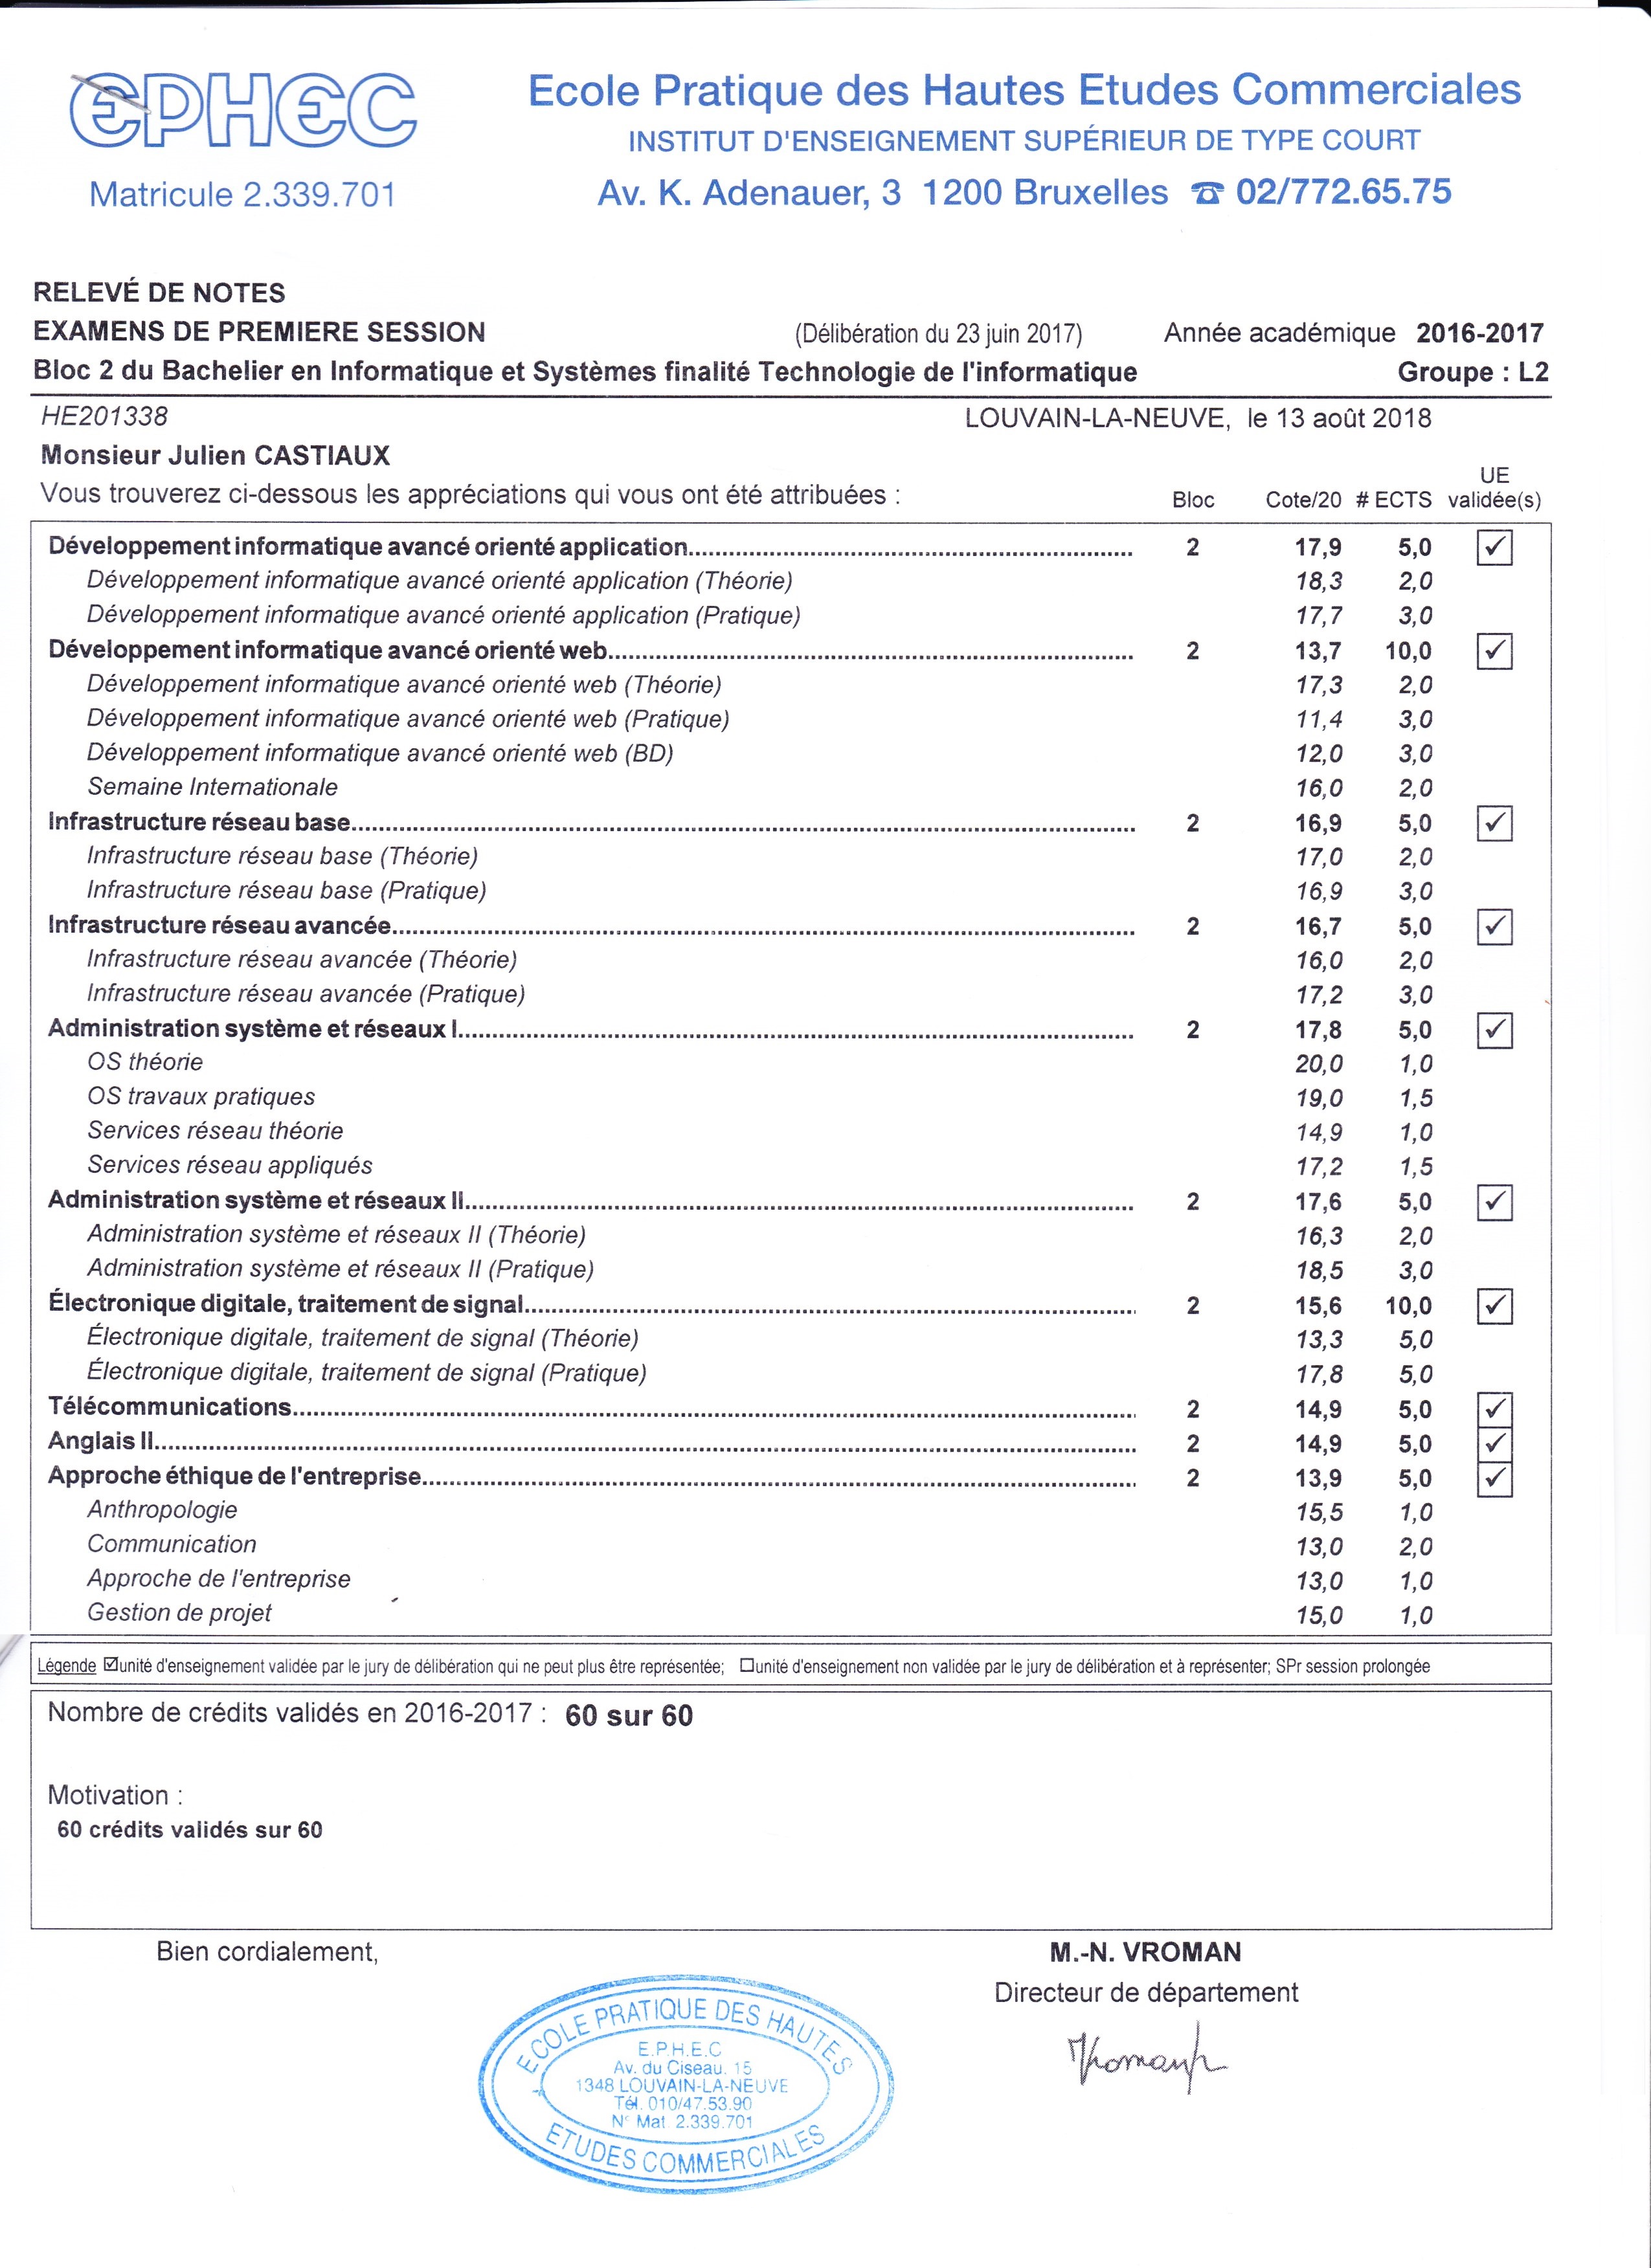 EPHEC
Ecole Pratique des Hautes Etudes Commerciales
INSTITUT D'ENSEIGNEMENT SUPÉRIEUR DE TYPE COURT
Matricule 2.339.701
Av. K. Adenauer, 3 1200 Bruxelles ☎ 02/772.65.75
RELEVÉ DE NOTES
EXAMENS DE PREMIERE SESSION (Délibération du 23 juin 2017) Année académique 2016-2017
Bloc 2 du Bachelier en Informatique et Systèmes finalité Technologie de l'informatique Groupe : L2
HE201338 LOUVAIN-LA-NEUVE, le 13 août 2018
Monsieur Julien CASTIAUX
Vous trouverez ci-dessous les appréciations qui vous ont été attribuées : Bloc Cote/20 # ECTS UE validée(s)
Développement informatique avancé orienté application 2 17,9 5,0 ✓
Développement informatique avancé orienté application (Théorie) 18,3 2,0
Développement informatique avancé orienté application (Pratique) 17,7 3,0
Développement informatique avancé orienté web 2 13,7 10,0 ✓
Développement informatique avancé orienté web (Théorie) 17,3 2,0
Développement informatique avancé orienté web (Pratique) 11,4 3,0
Développement informatique avancé orienté web (BD) 12,0 3,0
Semaine Internationale 16,0 2,0
Infrastructure réseau base 2 16,9 5,0 ✓
Infrastructure réseau base (Théorie) 17,0 2,0
Infrastructure réseau base (Pratique) 16,9 3,0
Infrastructure réseau avancée 2 16,7 5,0 ✓
Infrastructure réseau avancée (Théorie) 16,0 2,0
Infrastructure réseau avancée (Pratique) 17,2 3,0
Administration système et réseaux I 2 17,8 5,0 ✓
OS théorie 20,0 1,0
OS travaux pratiques 19,0 1,5
Services réseau théorie 14,9 1,0
Services réseau appliqués 17,2 1,5
Administration système et réseaux II 2 17,6 5,0 ✓
Administration système et réseaux II (Théorie) 16,3 2,0
Administration système et réseaux II (Pratique) 18,5 3,0
Électronique digitale, traitement de signal 2 15,6 10,0 ✓
Électronique digitale, traitement de signal (Théorie) 13,3 5,0
Électronique digitale, traitement de signal (Pratique) 17,8 5,0
Télécommunications 2 14,9 5,0 ✓
Anglais II 2 14,9 5,0 ✓
Approche éthique de l'entreprise 2 13,9 5,0 ✓
Anthropologie 15,5 1,0
Communication 13,0 2,0
Approche de l'entreprise 13,0 1,0
Gestion de projet 15,0 1,0
Légende ☑unité d'enseignement validée par le jury de délibération qui ne peut plus être représentée; ☐unité d'enseignement non validée par le jury de délibération et à représenter; SPr session prolongée
Nombre de crédits validés en 2016-2017 : 60 sur 60
Motivation :
60 crédits validés sur 60
Bien cordialement, M.-N. VROMAN
Directeur de département
ECOLE PRATIQUE DES HAUTES
E.P.H.E.C
Av. du Ciseau, 15
1348 LOUVAIN-LA-NEUVE
Tél. 010/47.53.90
N° Mat. 2.339.701
ETUDES COMMERCIALES